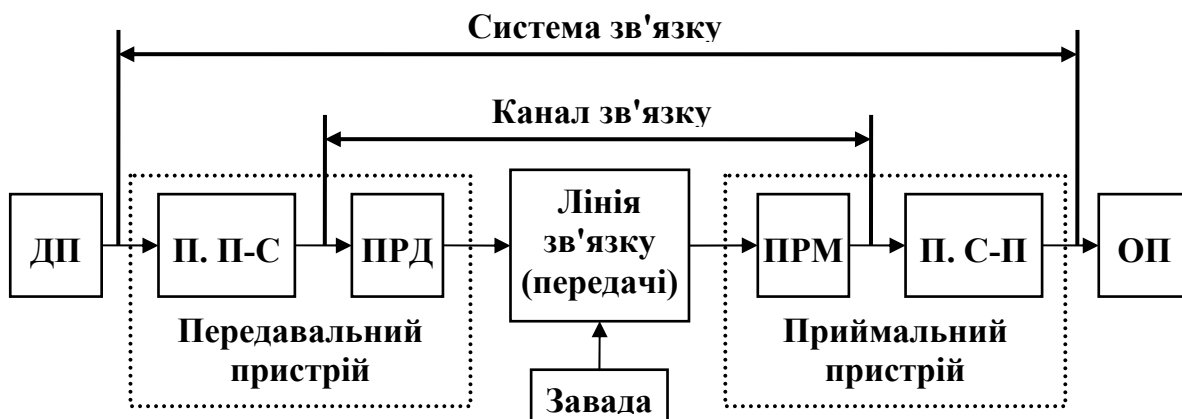 Система зв'язку
Канал зв'язку
ДП
П. П-С
ПРД
Лінія
зв'язку
(передачі)
ПРМ
П. С-П
ОП
Передавальний
пристрій
Приймальний
пристрій
Завада